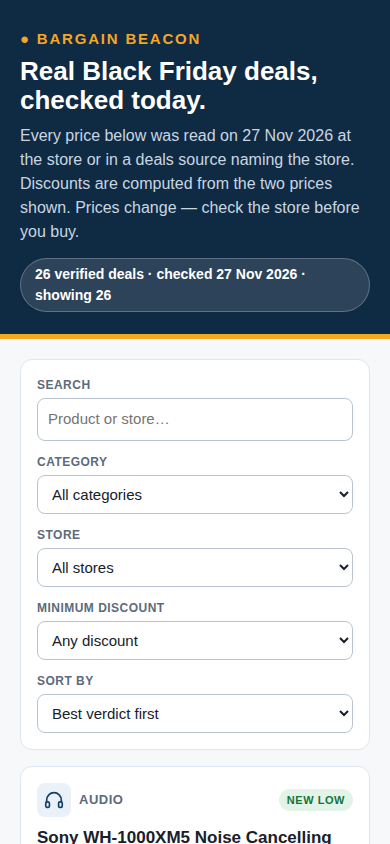 ● BARGAIN BEACON
Real Black Friday deals,
checked today.
Every price below was read on 27 Nov 2026 at
the store or in a deals source naming the store.
Discounts are computed from the two prices
shown. Prices change — check the store before
you buy.
26 verified deals · checked 27 Nov 2026 ·
showing 26
SEARCH
Product or store…
CATEGORY
All categories
STORE
All stores
MINIMUM DISCOUNT
Any discount
SORT BY
Best verdict first
AUDIO
NEW LOW
Sony WH-1000XM5 Noise Cancelling